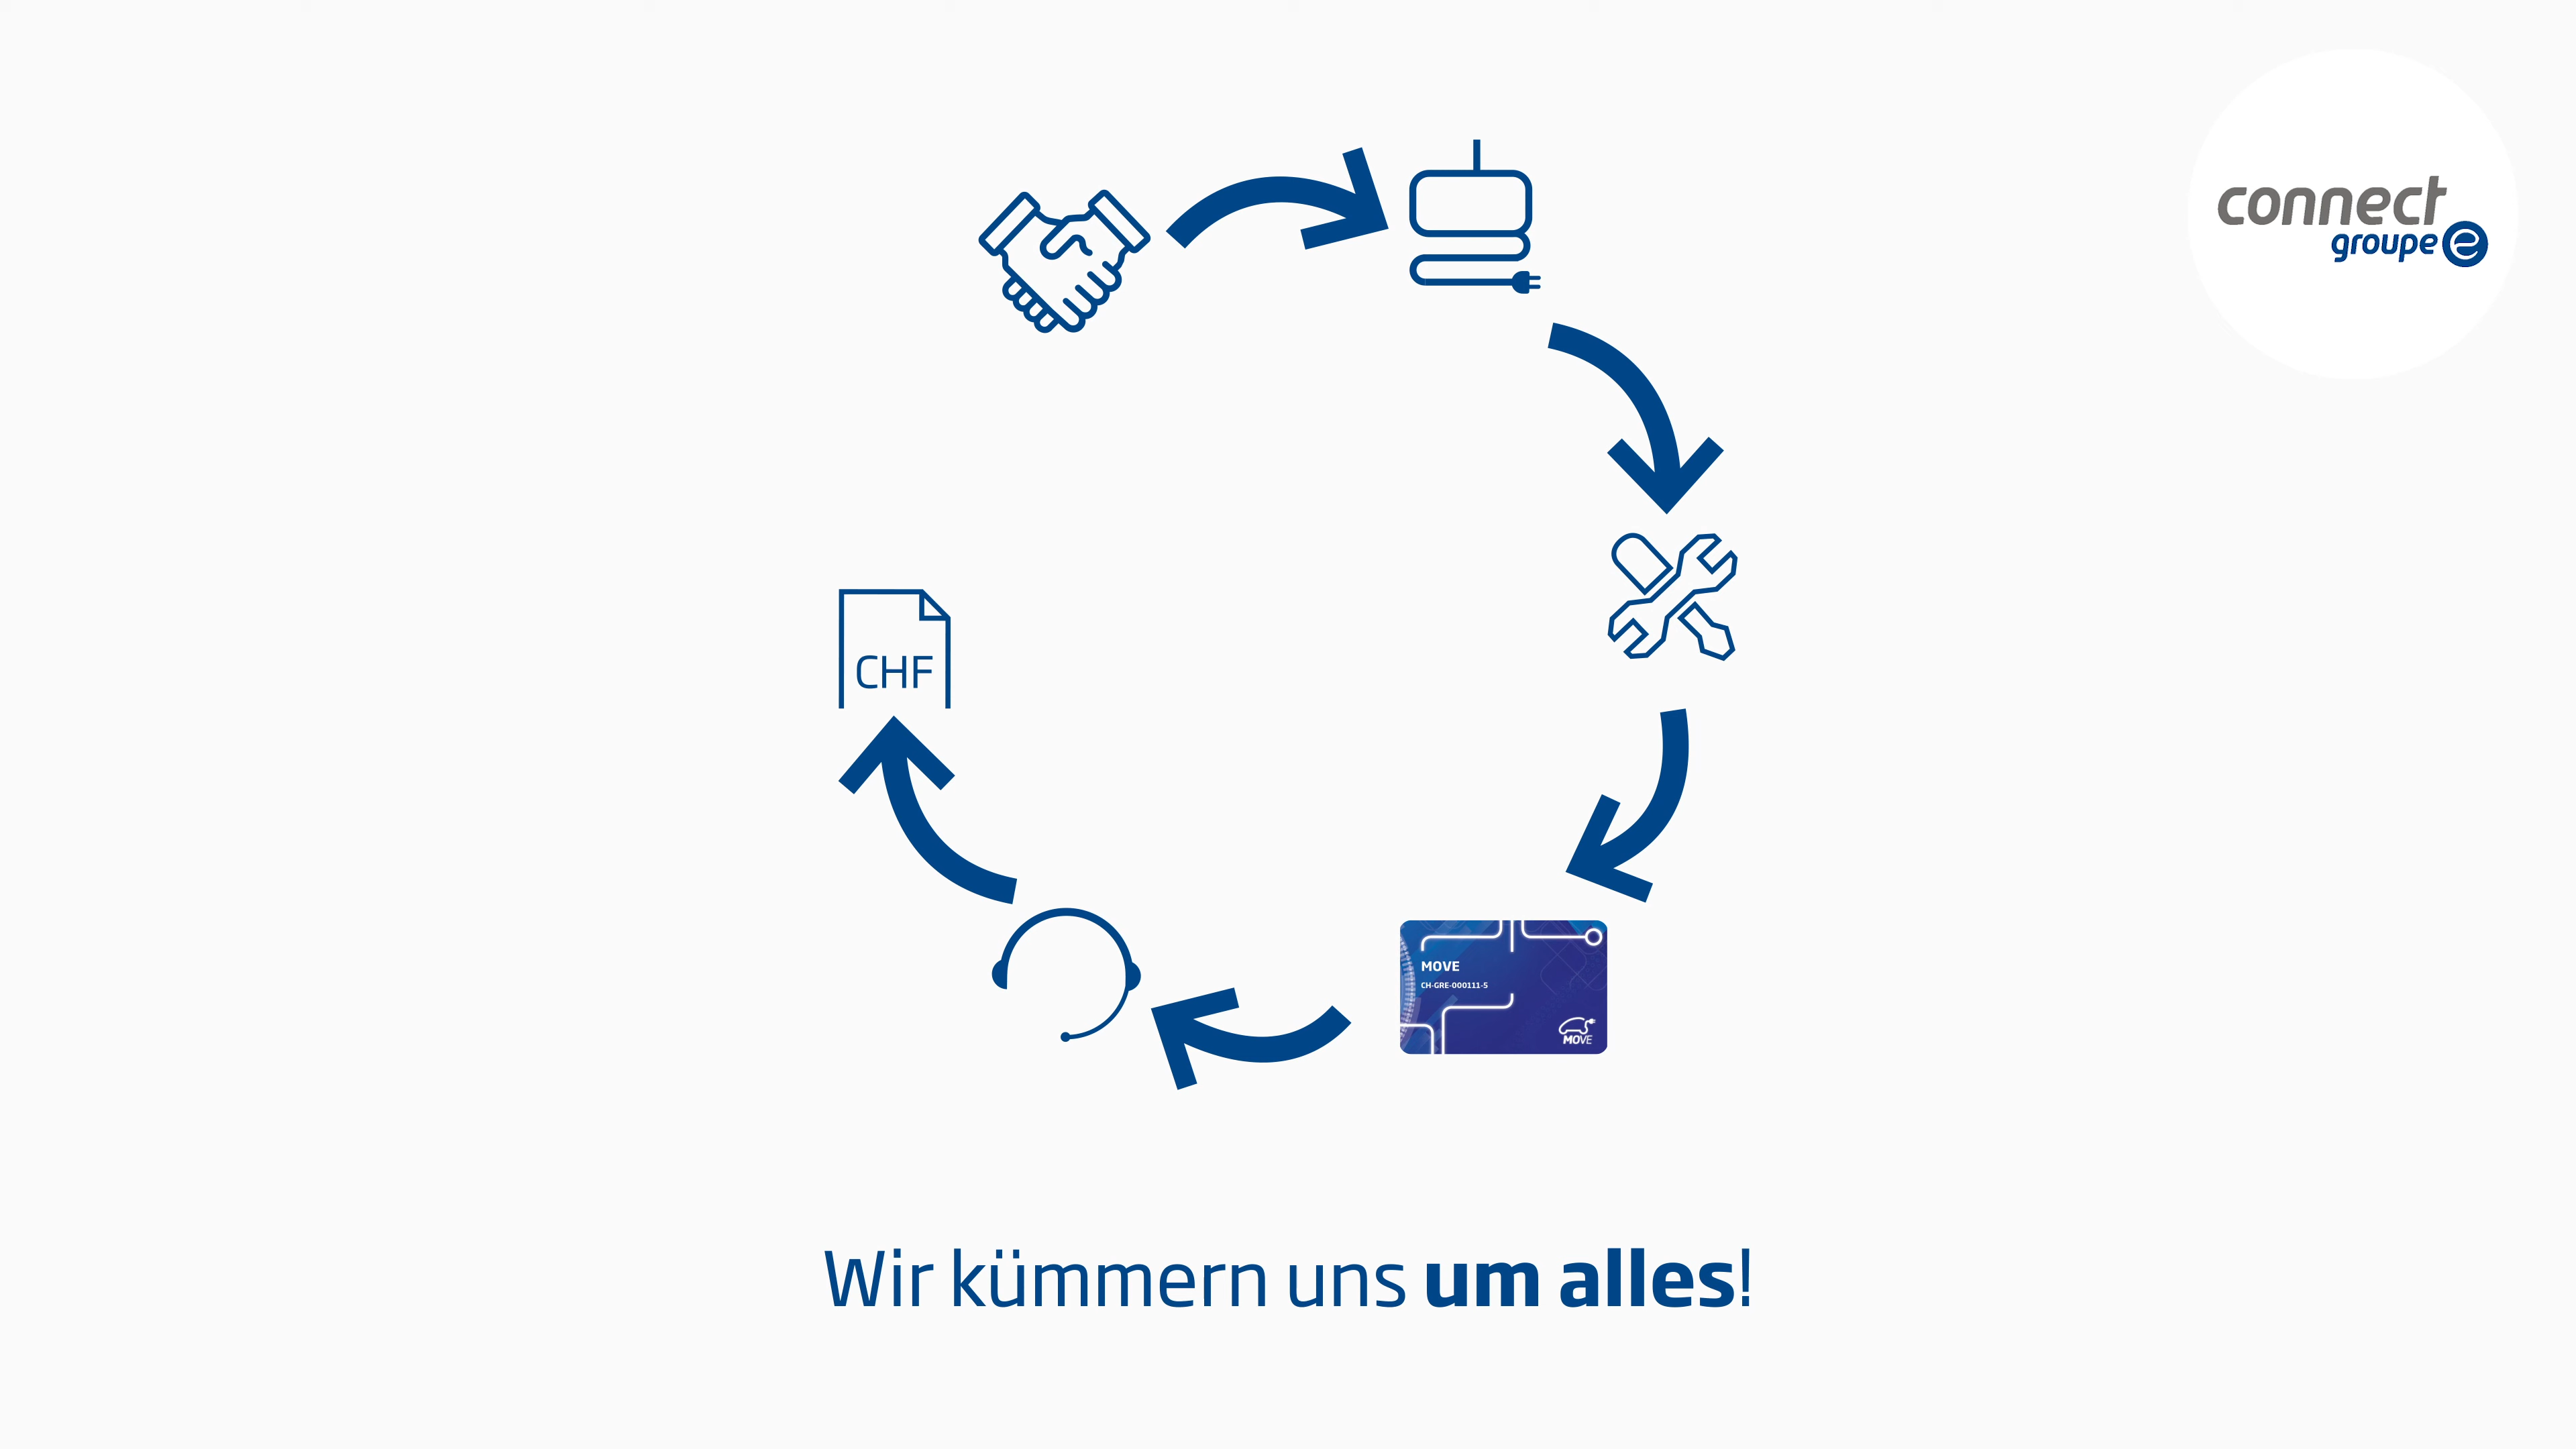 connect
groupe e
CHF
MOVE
CH-GRE-000111-5
MOVE
Wir kümmern uns um alles!